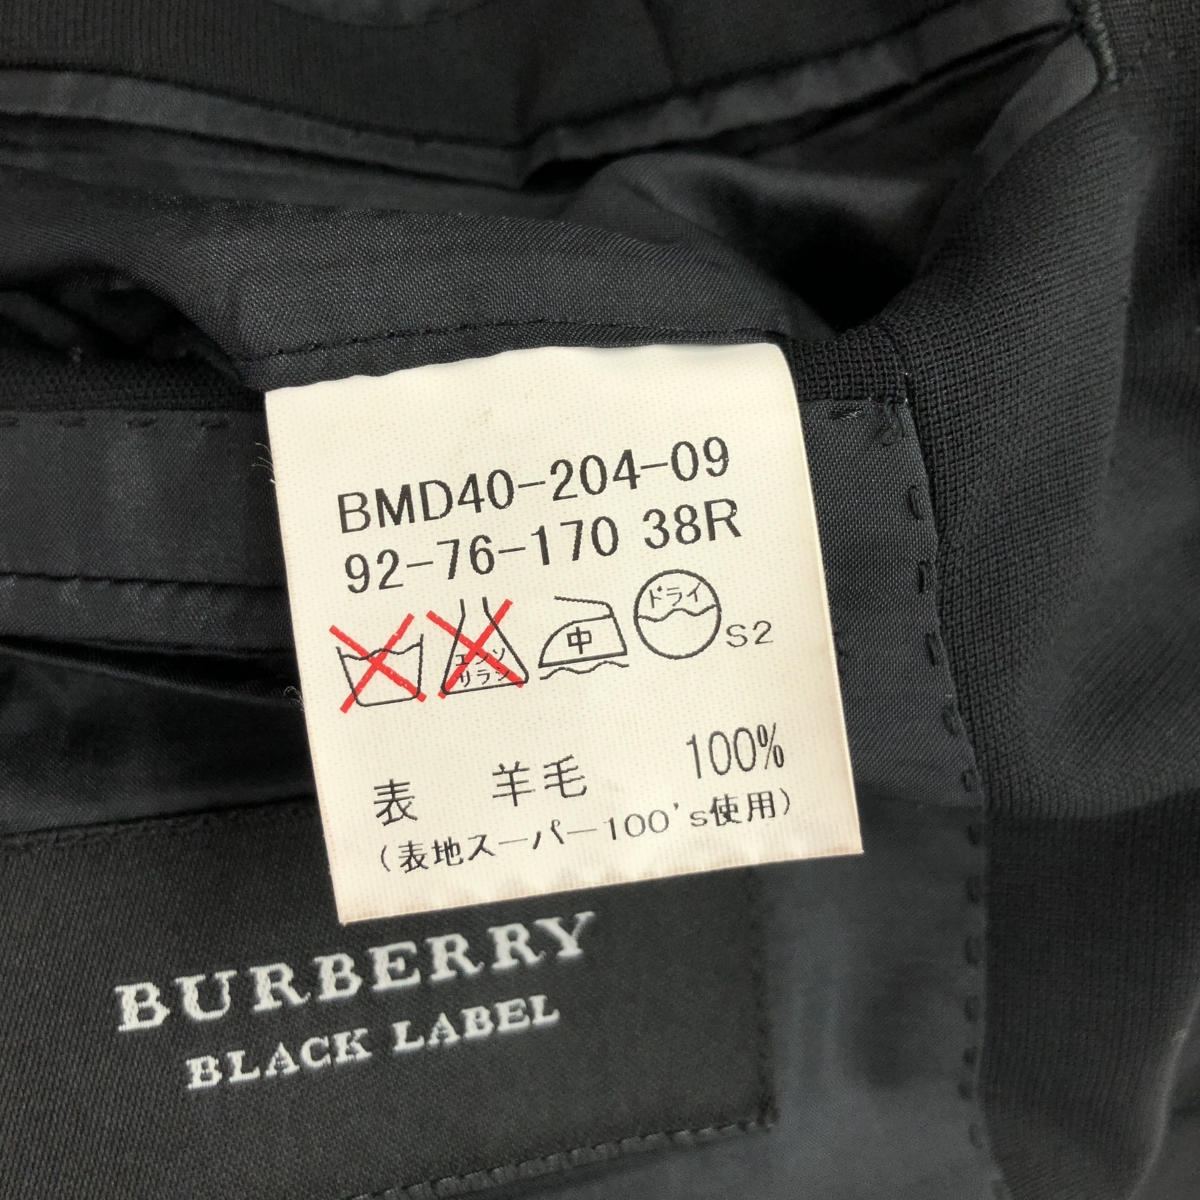 BMD40-204-09
92-76-170 38R
エンソ
サラシ
中
ドライ
S2
表 羊毛 100%
(表地スーパー100's使用)
BURBERRY
BLACK LABEL